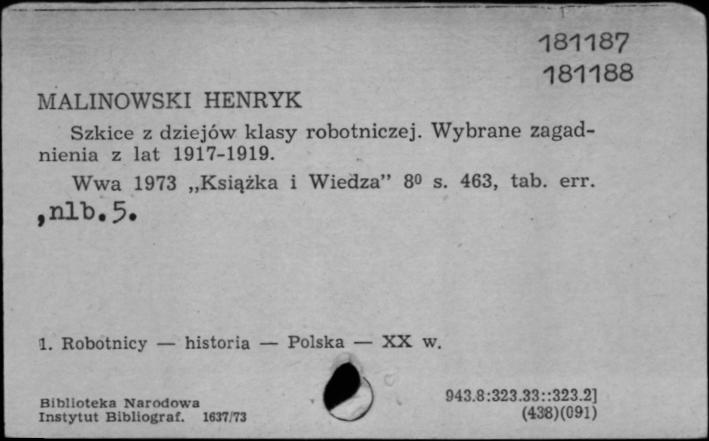 181187
181188
MALINOWSKI HENRYK
Szkice z dziejów klasy robotniczej. Wybrane zagad-
nienia z lat 1917-1919.
Wwa 1973 „Książka i Wiedza” 8⁰ s. 463, tab. err.
,nlb.5.
1. Robotnicy — historia — Polska — XX w.
Biblioteka Narodowa
Instytut Bibliograf. 1637/73
943.8:323.33::323.2]
(438)(091)